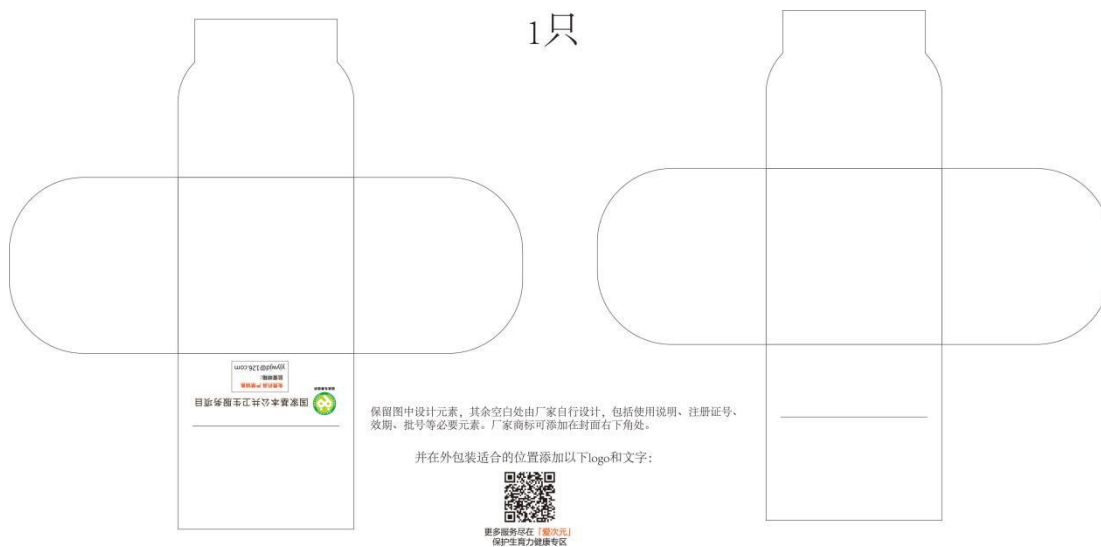 1只
yjywjd@126.com
监督邮箱：
免费药具 严禁销售
国家基本公共卫生服务项目
保留图中设计元素，其余空白处由厂家自行设计，包括使用说明、注册证号、
效期、批号等必要元素。厂家商标可添加在封面右下角处。
并在外包装适合的位置添加以下logo和文字：
更多服务尽在「爱次元」
保护生育力健康专区